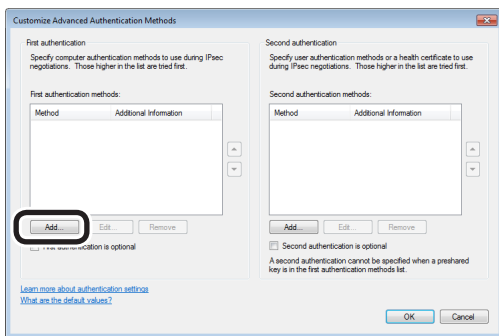 Customize Advanced Authentication Methods
First authentication
Specify computer authentication methods to use during IPsec
negotiations. Those higher in the list are tried first.
First authentication methods:
Method Additional Information
Add... Edit... Remove
First authentication is optional
Second authentication
Specify user authentication methods or a health certificate to use
during IPsec negotiations. Those higher in the list are tried first.
Second authentication methods:
Method Additional Information
Add... Edit... Remove
Second authentication is optional
A second authentication cannot be specified when a preshared
key is in the first authentication methods list.
Learn more about authentication settings
What are the default values?
OK Cancel